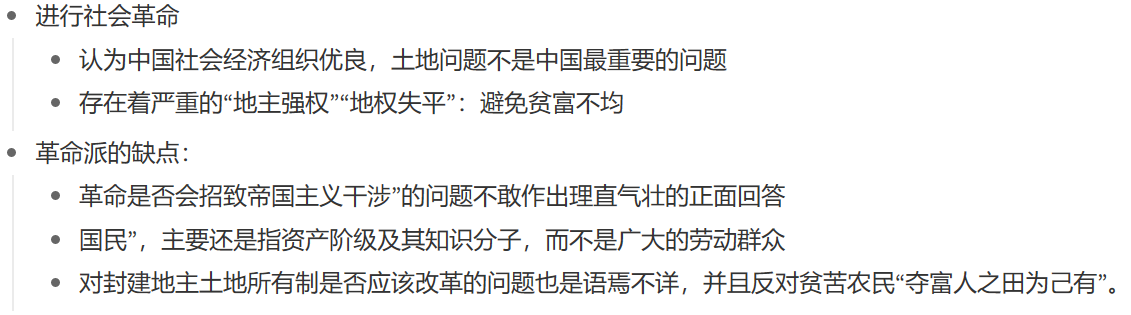 进行社会革命
认为中国社会经济组织优良，土地问题不是中国最重要的问题
存在着严重的“地主强权”“地权失平”：避免贫富不均
革命派的缺点：
革命是否会招致帝国主义干涉”的问题不敢作出理直气壮的正面回答
国民”，主要还是指资产阶级及其知识分子，而不是广大的劳动群众
对封建地主土地所有制是否应该改革的问题也是语焉不详，并且反对贫苦农民“夺富人之田为己有”。